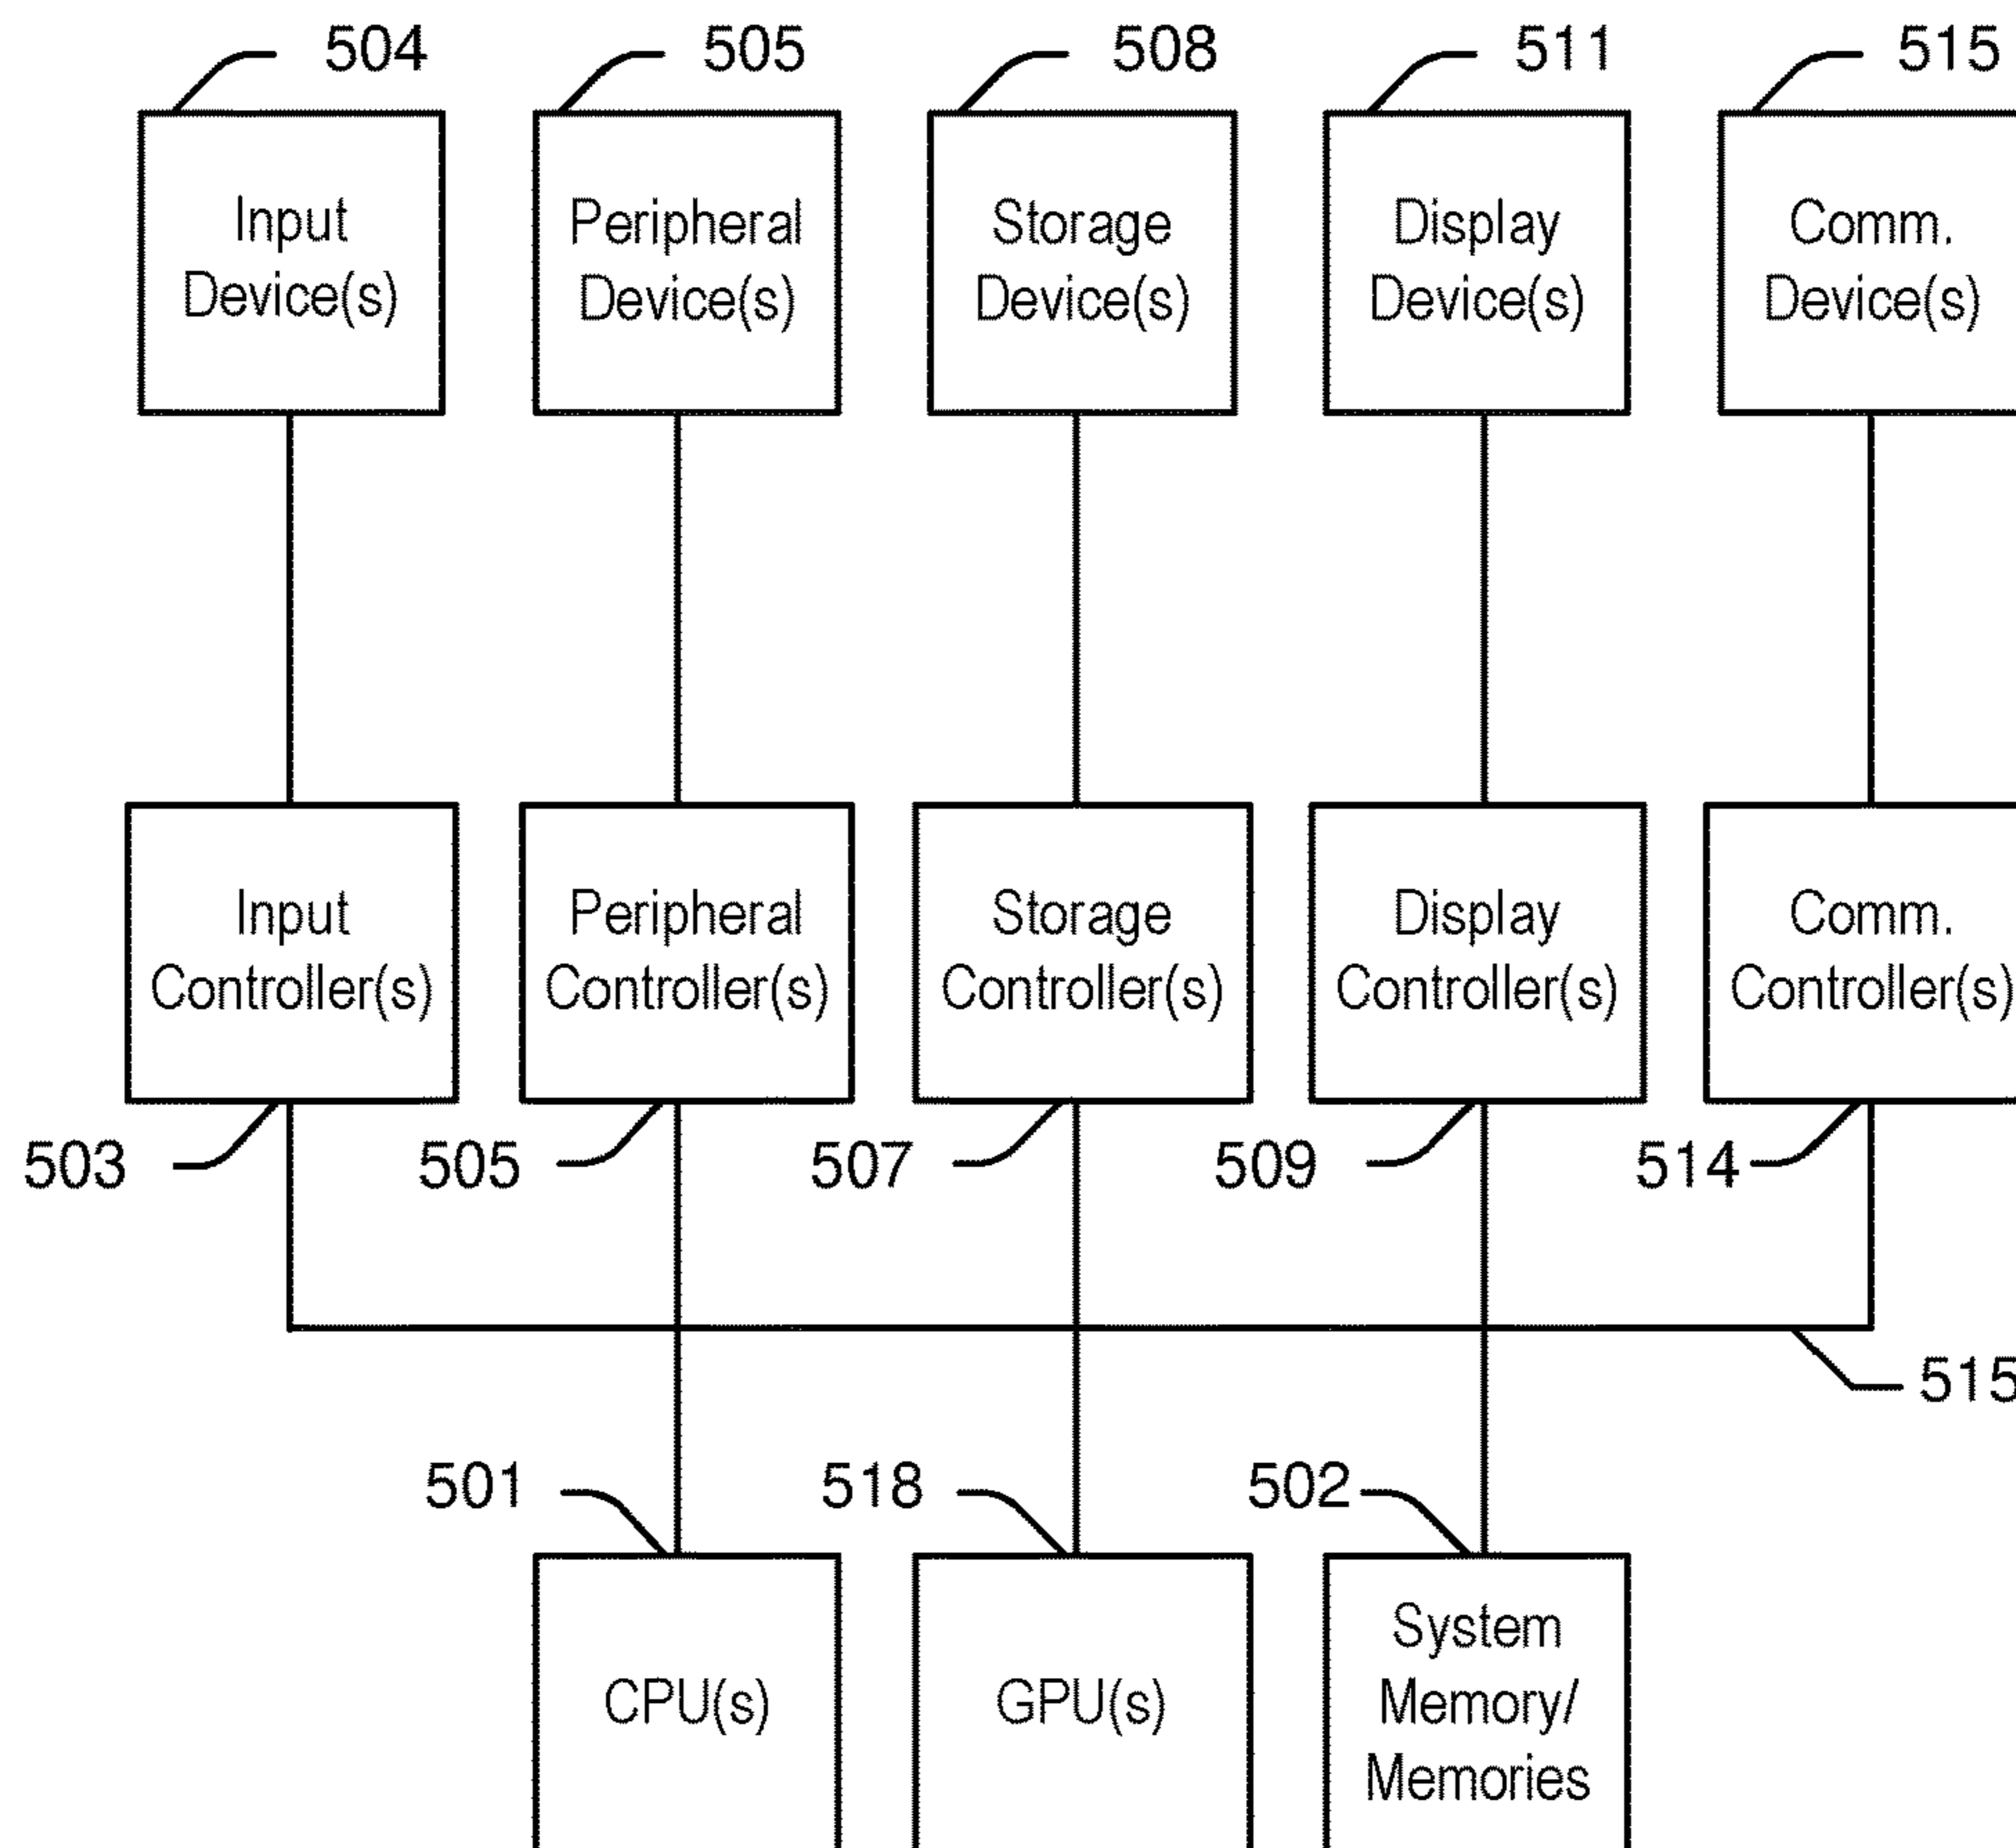 504
505
508
511
515
Input
Device(s)
Peripheral
Device(s)
Storage
Device(s)
Display
Device(s)
Comm.
Device(s)
Input
Controller(s)
Peripheral
Controller(s)
Storage
Controller(s)
Display
Controller(s)
Comm.
Controller(s)
503
505
507
509
514
515
501
518
502
CPU(s)
GPU(s)
System
Memory/
Memories